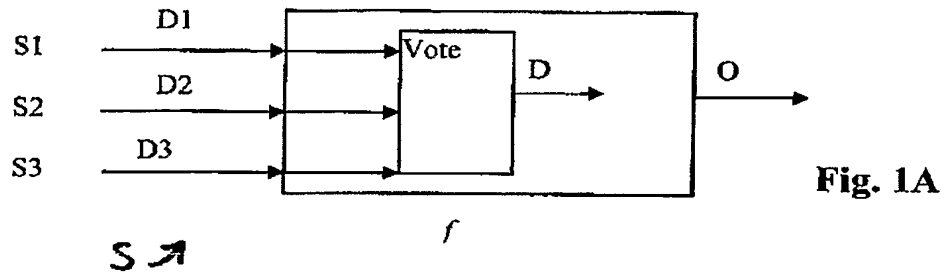 S1 D1 Vote
D O
S2 D2
S3 D3
Fig. 1A
f
S